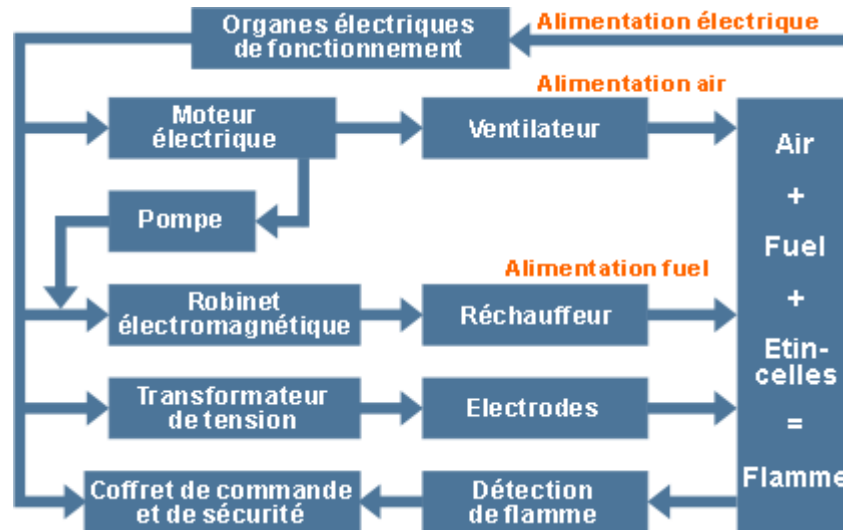 Organes électriques
de fonctionnement
Alimentation électrique
Alimentation air
Moteur
électrique
Ventilateur
Pompe
Alimentation fuel
Robinet
électromagnétique
Réchauffeur
Transformateur
de tension
Electrodes
Coffret de commande
et de sécurité
Détection
de flamme
Air
+
Fuel
+
Etin-
celles
=
Flamme